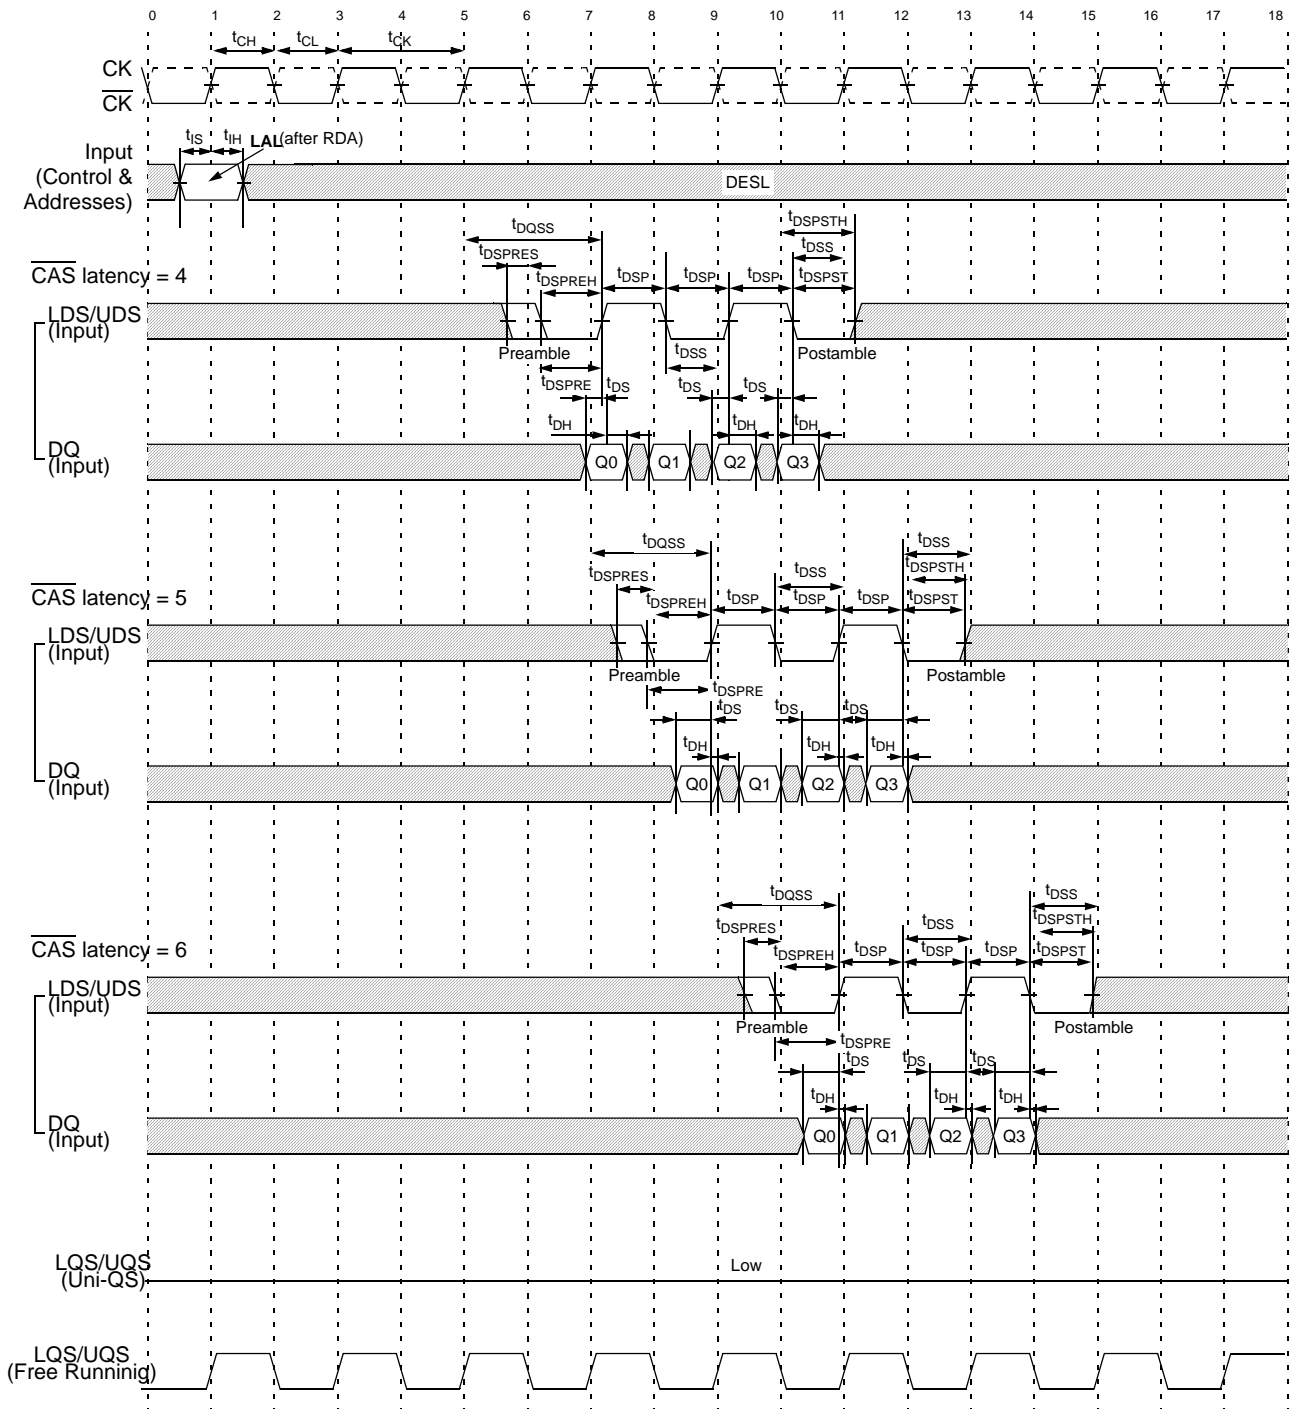 0 1 2 3 4 5 6 7 8 9 10 11 12 13 14 15 16 17 18
tCH tCL tCK
CK
CK
tIS tIH LAL (after RDA)
Input
(Control &
Addresses)
DESL
tDQSS tDSPSTH
tDSPRES tDSS
CAS latency = 4
tDSPREH tDSP tDSP tDSP tDSPST
LDS/UDS
(Input)
Preamble Postamble
tDSS
tDSPRE tDS tDS tDS
tDH tDH tDH
DQ
(Input)
Q0 Q1 Q2 Q3
tDQSS tDSS
tDSPRES tDSS tDSPSTH
CAS latency = 5
tDSPREH tDSP tDSP tDSP tDSPST
LDS/UDS
(Input)
Preamble Postamble
tDSPRE
tDS tDS tDS
tDH tDH tDH
DQ
(Input)
Q0 Q1 Q2 Q3
tDQSS tDSS
tDSPRES tDSS tDSPSTH
CAS latency = 6
tDSPREH tDSP tDSP tDSP tDSPST
LDS/UDS
(Input)
Preamble Postamble
tDSPRE
tDS tDS tDS
tDH tDH tDH
DQ
(Input)
Q0 Q1 Q2 Q3
LQS/UQS
(Uni-QS)
Low
LQS/UQS
(Free Runninig)